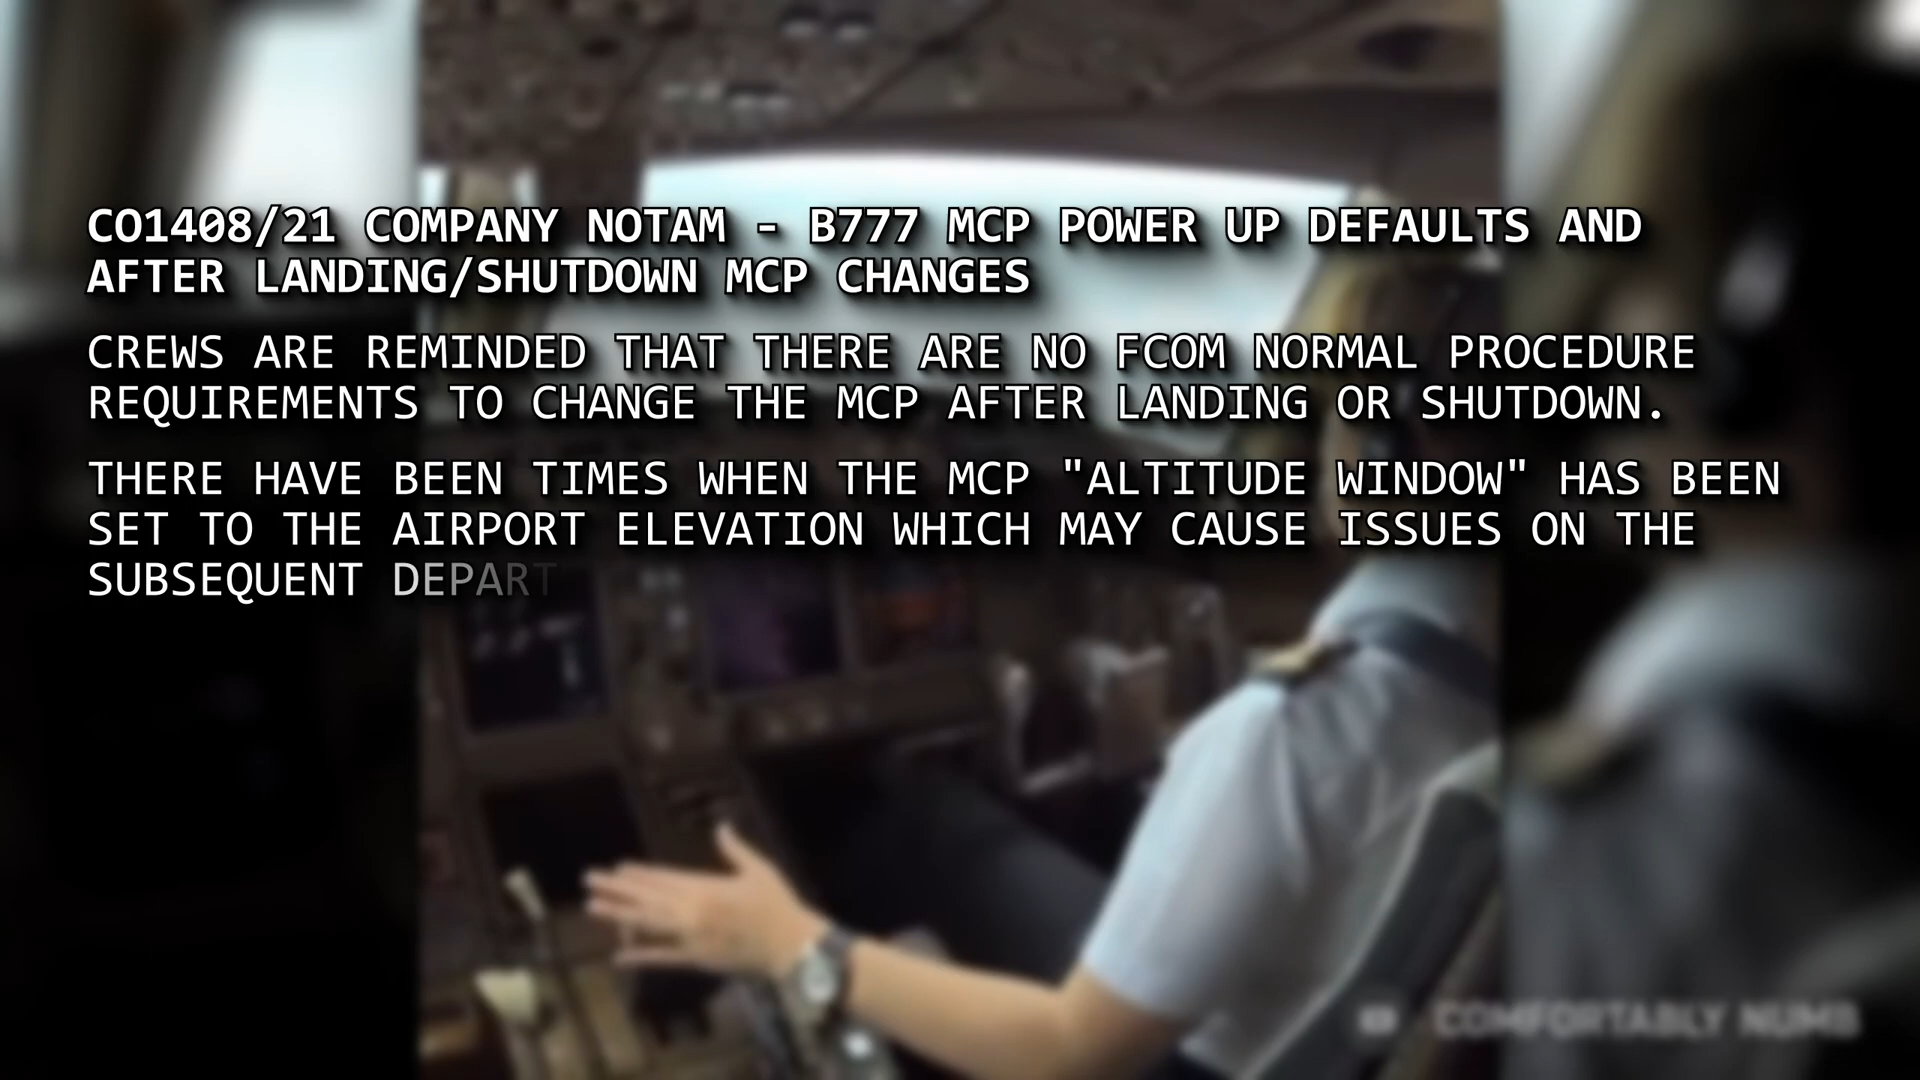 CO1408/21 COMPANY NOTAM - B777 MCP POWER UP DEFAULTS AND
AFTER LANDING/SHUTDOWN MCP CHANGES
CREWS ARE REMINDED THAT THERE ARE NO FCOM NORMAL PROCEDURE
REQUIREMENTS TO CHANGE THE MCP AFTER LANDING OR SHUTDOWN.
THERE HAVE BEEN TIMES WHEN THE MCP "ALTITUDE WINDOW" HAS BEEN
SET TO THE AIRPORT ELEVATION WHICH MAY CAUSE ISSUES ON THE
SUBSEQUENT DEPART
COMFORTABLY NUMB